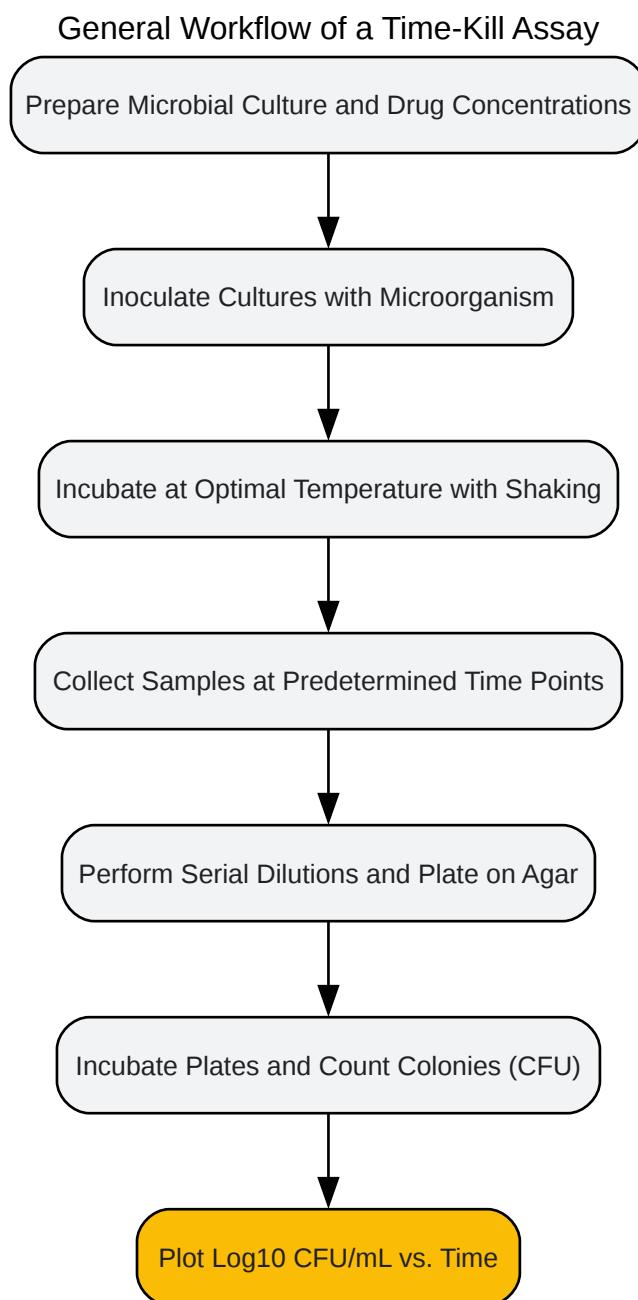 General Workflow of a Time-Kill Assay
Prepare Microbial Culture and Drug Concentrations
Inoculate Cultures with Microorganism
Incubate at Optimal Temperature with Shaking
Collect Samples at Predetermined Time Points
Perform Serial Dilutions and Plate on Agar
Incubate Plates and Count Colonies (CFU)
Plot Log10 CFU/mL vs. Time